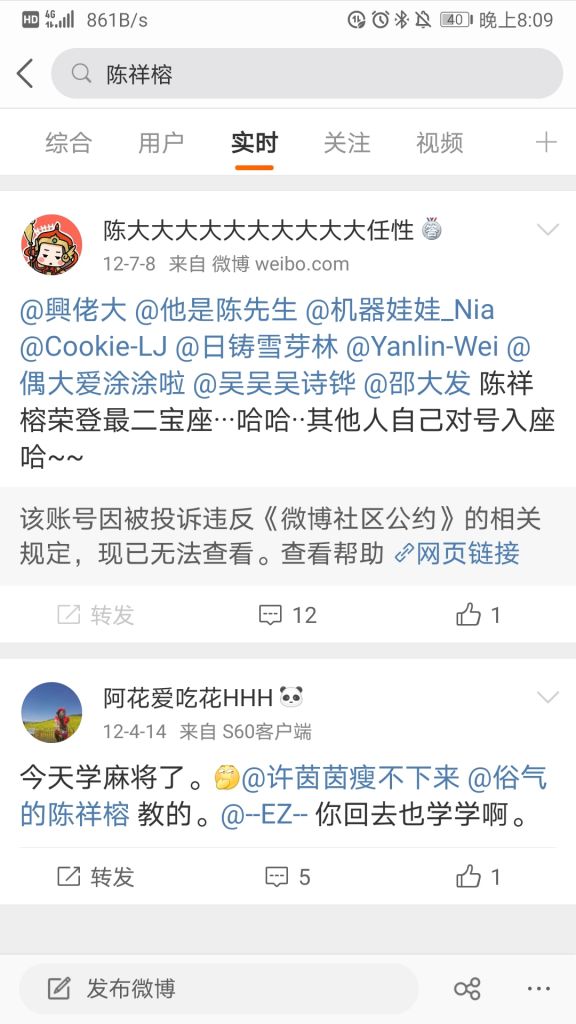 HD 4G 861B/s 40 晚上8:09
陈祥榕
综合 用户 实时 关注 视频
陈大大大大大大大大大大任性
12-7-8 来自 微博 weibo.com
@興佬大 @他是陈先生 @机器娃娃_Nia
@Cookie-LJ @日铸雪芽林 @Yanlin-Wei @
偶大爱涂涂啦 @吴吴吴诗铧 @邵大发 陈祥
榕荣登最二宝座···哈哈··其他人自己对号入座
哈~~
该账号因被投诉违反《微博社区公约》的相关
规定，现已无法查看。查看帮助 网页链接
转发 12 1
阿花爱吃花HHH
12-4-14 来自 S60客户端
今天学麻将了。@许茵茵瘦不下来 @俗气
的陈祥榕 教的。@--EZ-- 你回去也学学啊。
转发 5 1
发布微博